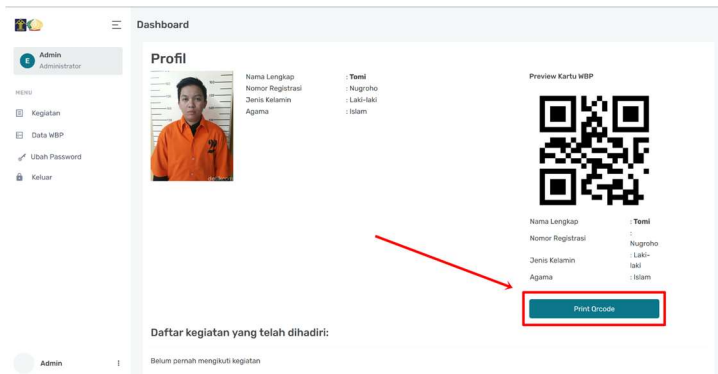 Dashboard
E
Admin
Administrator
MENU
Kegiatan
Data WBP
Ubah Password
Keluar
Admin
Profil
Nama Lengkap : Tomi
Nomor Registrasi : Nugroho
Jenis Kelamin : Laki-laki
Agama : Islam
Preview Kartu WBP
Nama Lengkap : Tomi
Nomor Registrasi :
Nugroho
Jenis Kelamin : Laki-
laki
Agama : Islam
Print Qrcode
Daftar kegiatan yang telah dihadiri:
Belum pernah mengikuti kegiatan